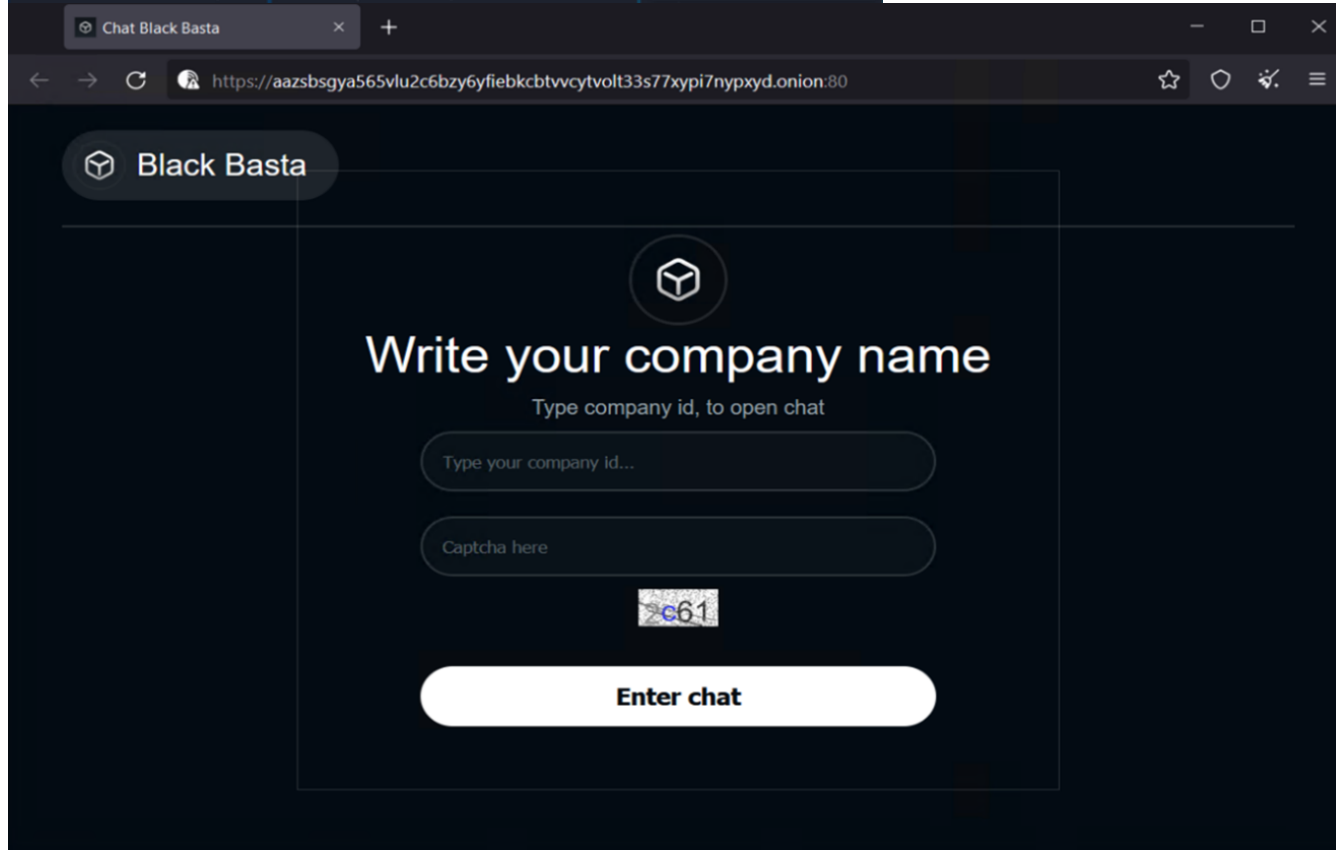 Chat Black Basta
https://aazsbsgya565vlu2c6bzy6yfiebkcbtvvcytvolt33s77xypi7nypxyd.onion:80
Black Basta
Write your company name
Type company id, to open chat
Type your company id...
Captcha here
2c61
Enter chat